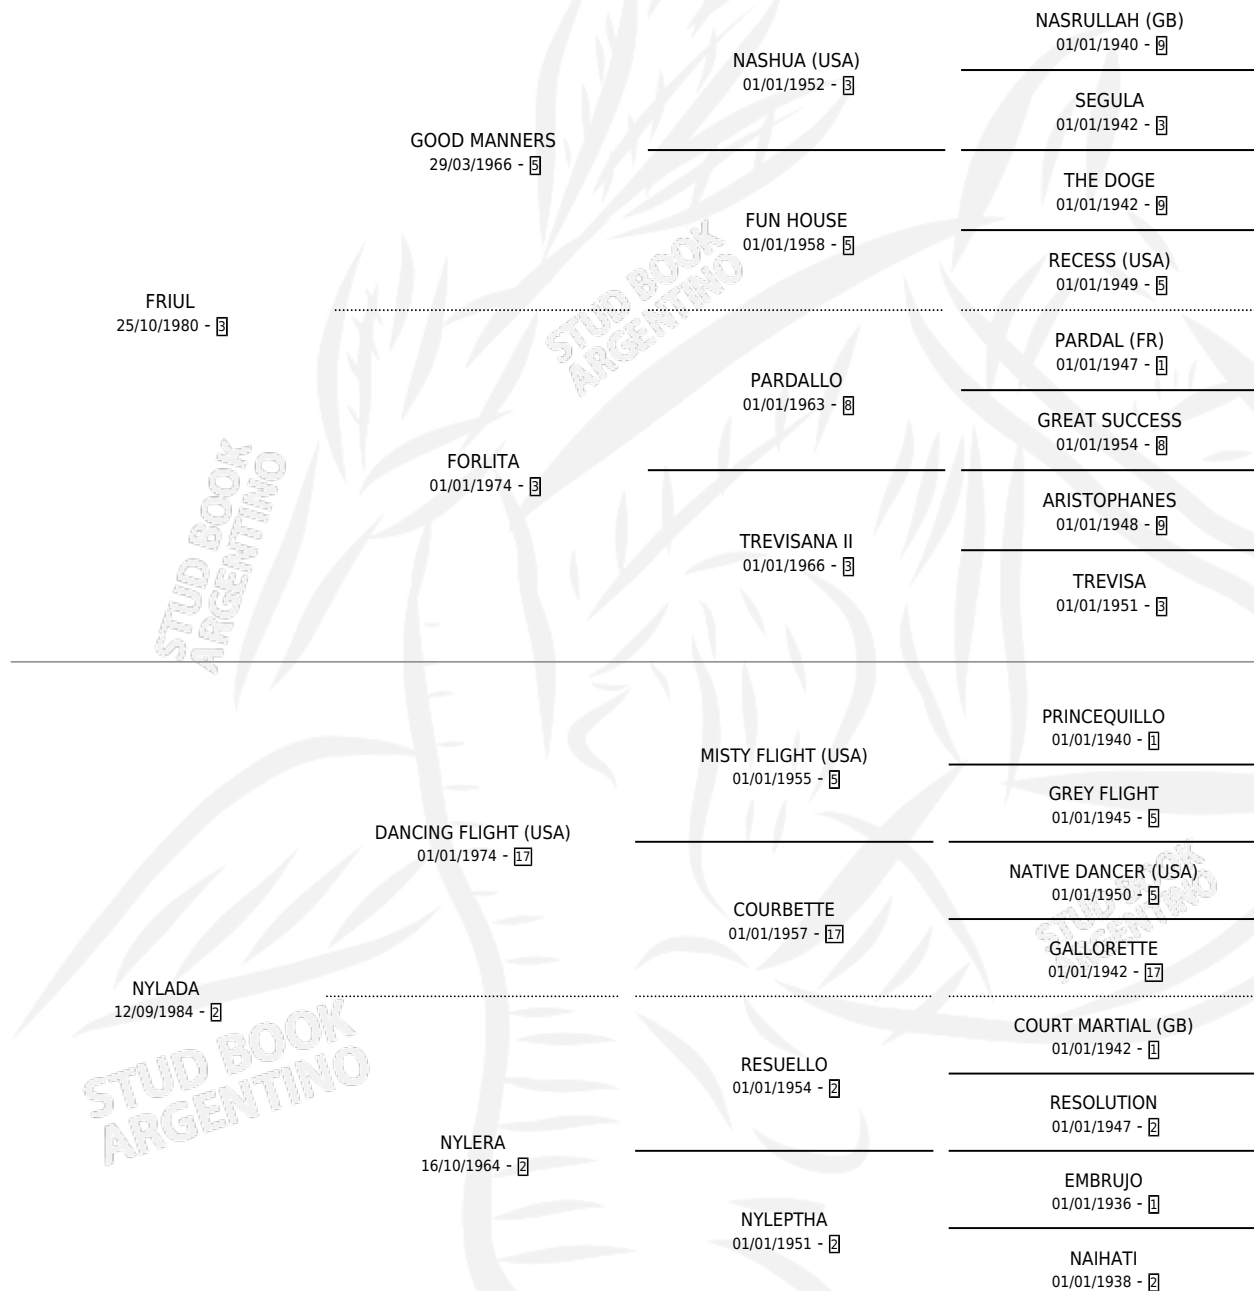 NASRULLAH (GB)
01/01/1940 - 9
NASHUA (USA)
01/01/1952 - 3
SEGULA
01/01/1942 - 3
GOOD MANNERS
29/03/1966 - 5
THE DOGE
01/01/1942 - 9
FUN HOUSE
01/01/1958 - 5
RECESS (USA)
01/01/1949 - 5
FRIUL
25/10/1980 - 3
PARDAL (FR)
01/01/1947 - 1
PARDALLO
01/01/1963 - 8
GREAT SUCCESS
01/01/1954 - 8
FORLITA
01/01/1974 - 3
ARISTOPHANES
01/01/1948 - 9
TREVISANA II
01/01/1966 - 3
TREVISA
01/01/1951 - 3
PRINCEQUILLO
01/01/1940 - 1
MISTY FLIGHT (USA)
01/01/1955 - 5
GREY FLIGHT
01/01/1945 - 5
DANCING FLIGHT (USA)
01/01/1974 - 17
NATIVE DANCER (USA)
01/01/1950 - 5
COURBETTE
01/01/1957 - 17
GALLORETTE
01/01/1942 - 17
NYLADA
12/09/1984 - 2
COURT MARTIAL (GB)
01/01/1942 - 1
RESUELLO
01/01/1954 - 2
RESOLUTION
01/01/1947 - 2
NYLERA
16/10/1964 - 2
EMBRUJO
01/01/1936 - 1
NYLEPTHA
01/01/1951 - 2
NAIHATI
01/01/1938 - 2
STUD BOOK
ARGENTINO
STUD BOOK
ARGENTINO
STUD BOOK
ARGENTINO
STUD BOOK
ARGENTINO